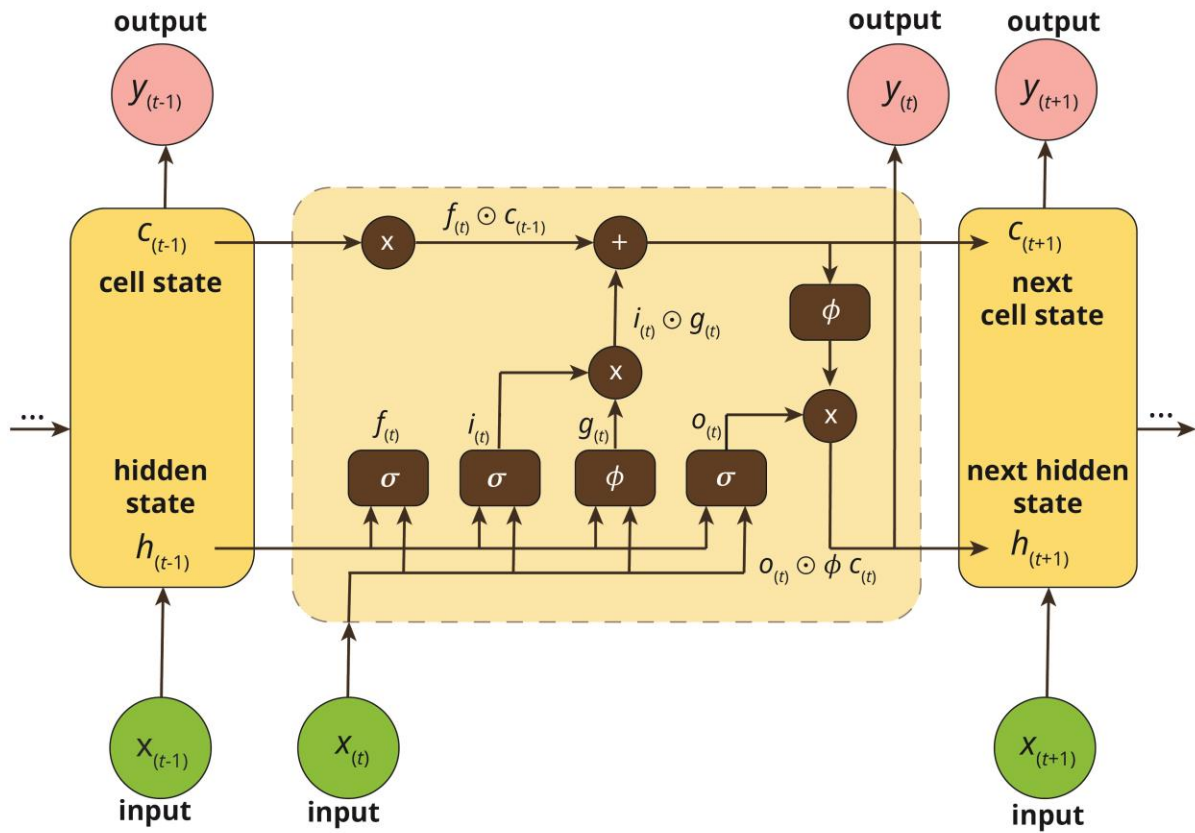 output
output
output
y(t-1)
y(t)
y(t+1)
c(t-1)
cell state
x
f(t) ⊙ c(t-1)
+
c(t+1)
next
cell state
ϕ
i(t) ⊙ g(t)
x
x
...
...
f(t)
i(t)
g(t)
o(t)
hidden
state
h(t-1)
σ
σ
ϕ
σ
next hidden
state
h(t+1)
o(t) ⊙ ϕ c(t)
x(t-1)
x(t)
x(t+1)
input
input
input